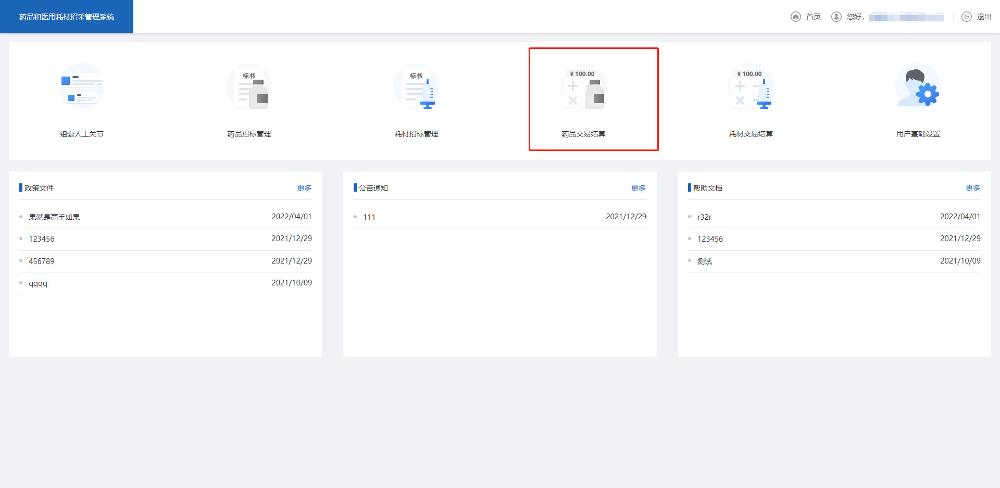 药品和医用耗材招采管理系统
首页 您好, 退出
标书 标书 ¥ 100.00 ¥ 100.00
组套人工关节 药品招标管理 耗材招标管理 药品交易结算 耗材交易结算 用户基础设置
政策文件 更多
果然是高手如果 2022/04/01
123456 2021/12/29
456789 2021/12/29
qqqq 2021/10/09
公告通知 更多
111 2021/12/29
帮助文档 更多
r32r 2022/04/01
123456 2021/12/29
测试 2021/10/09